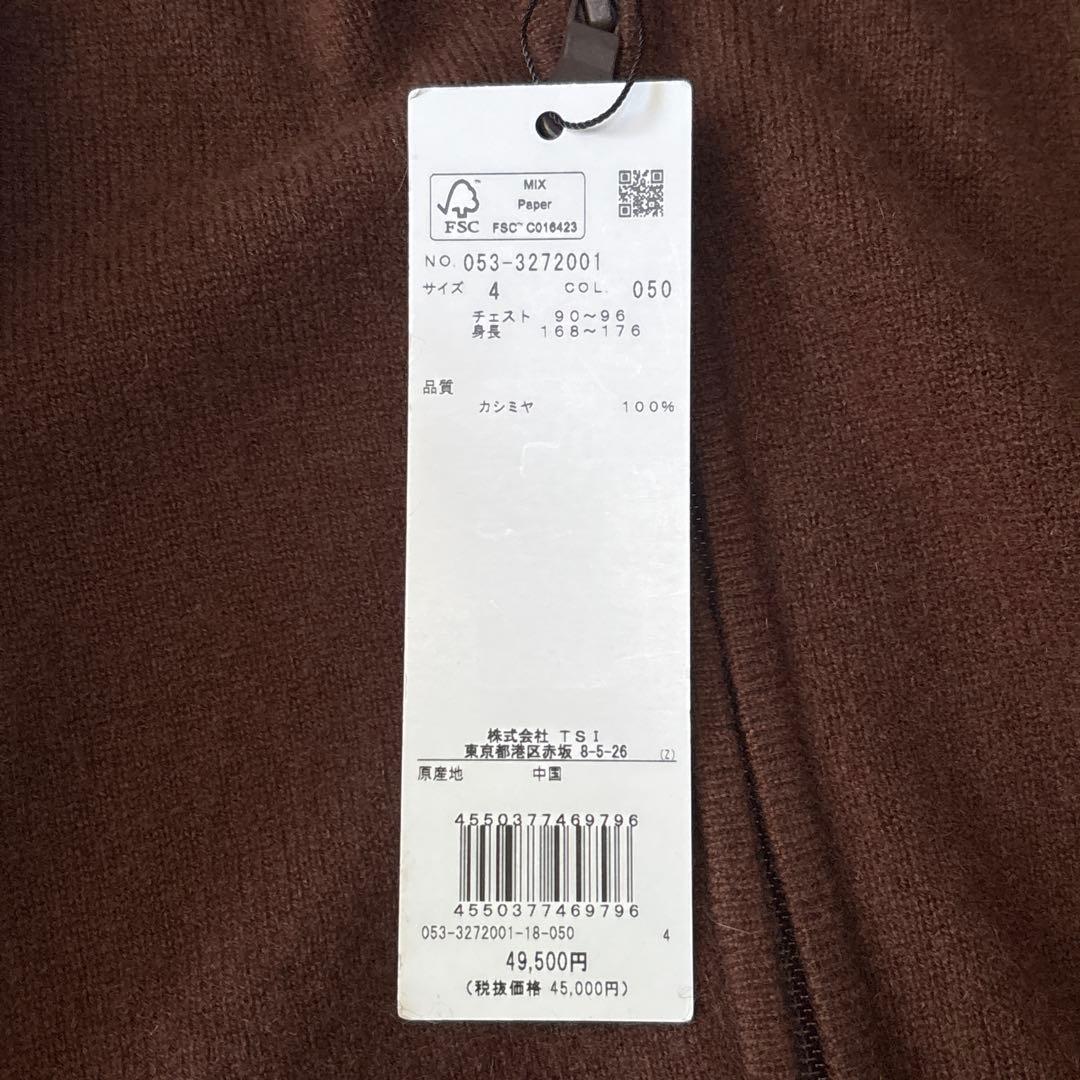 MIX
Paper
FSC™
FSC™ C016423
NO. 053-3272001
サイズ 4 COL. 050
チェスト 90～96
身長 168～176
品質
カシミヤ 100%
株式会社 TSI
東京都港区赤坂 8-5-26 (Z)
原産地 中国
4550377469796
4550377469796
053-3272001-18-050 4
49,500円
(税抜価格 45,000円)